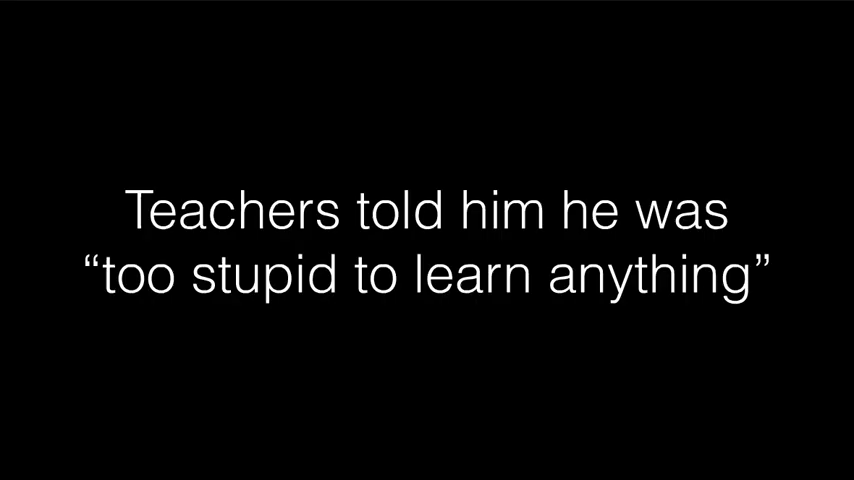 Teachers told him he was
“too stupid to learn anything”